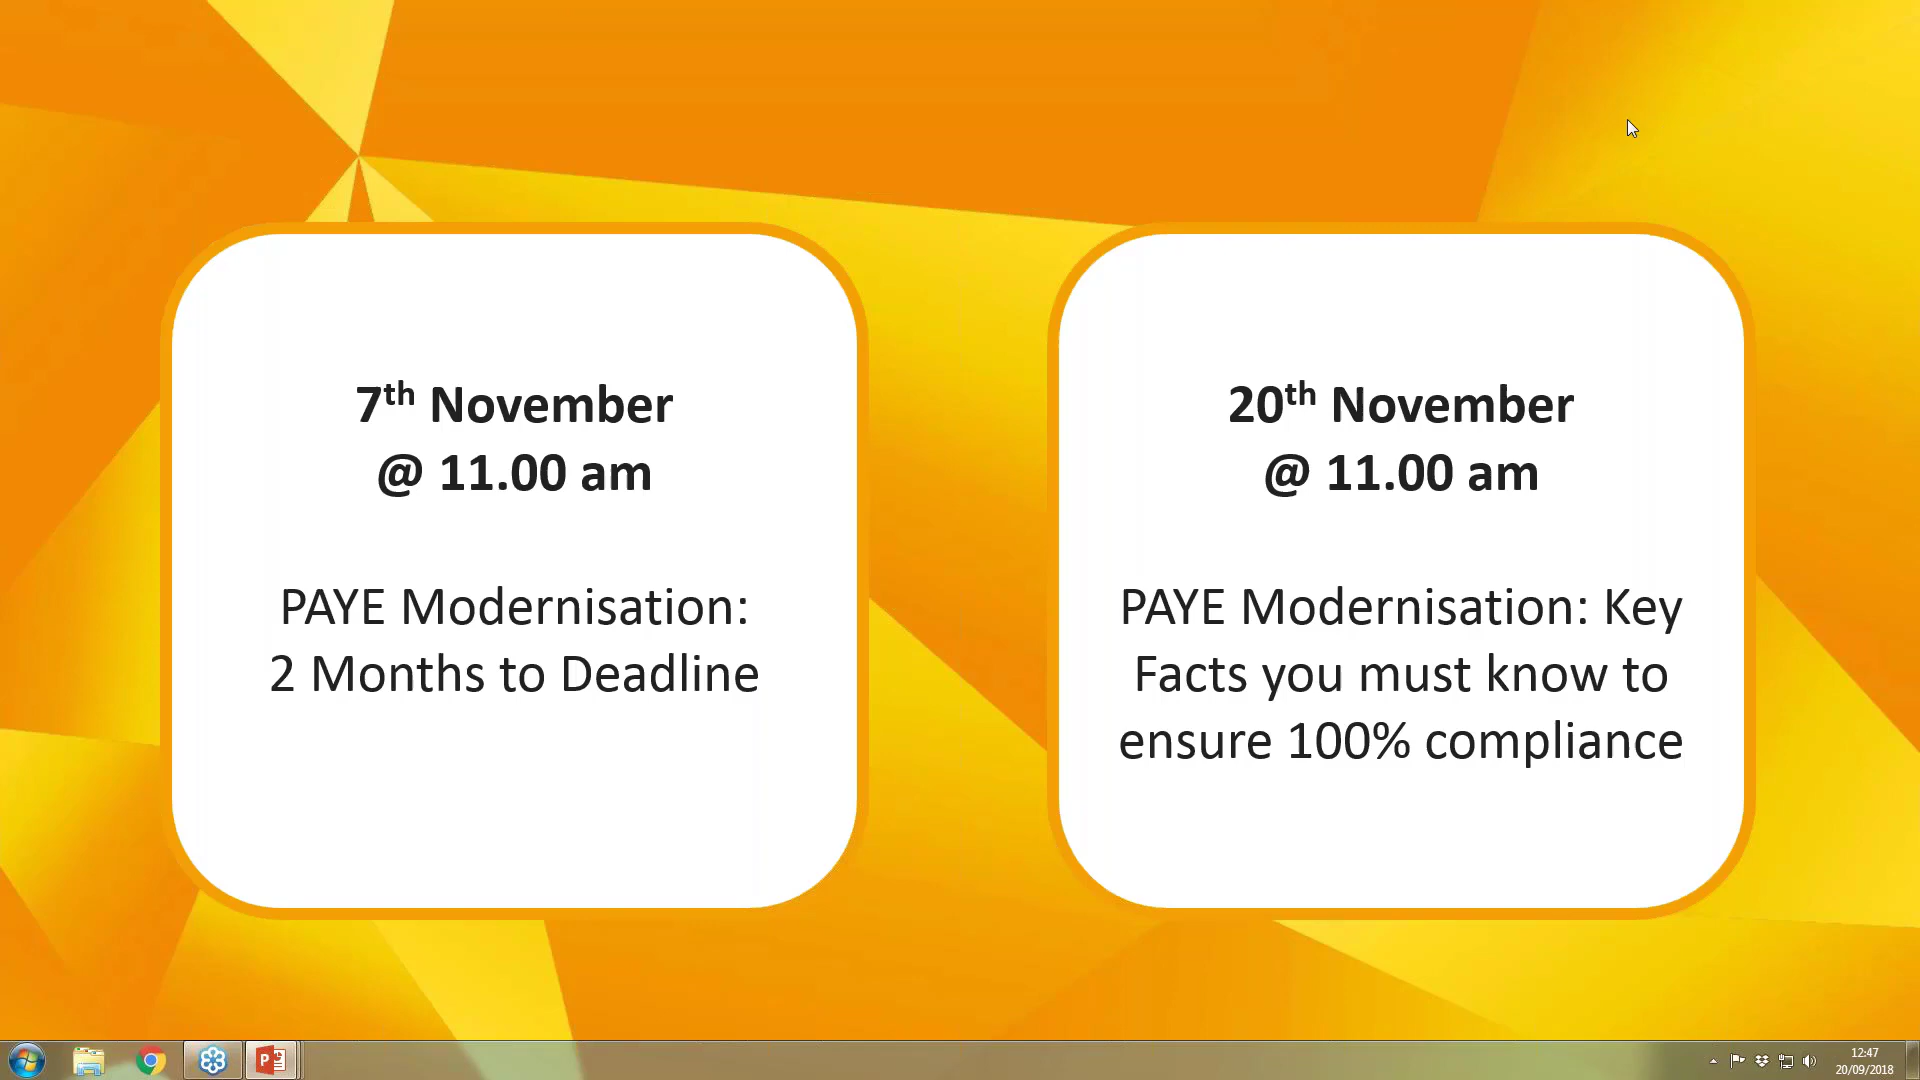 7th November
@ 11.00 am
PAYE Modernisation:
2 Months to Deadline
20th November
@ 11.00 am
PAYE Modernisation: Key
Facts you must know to
ensure 100% compliance
12:47
20/09/2018